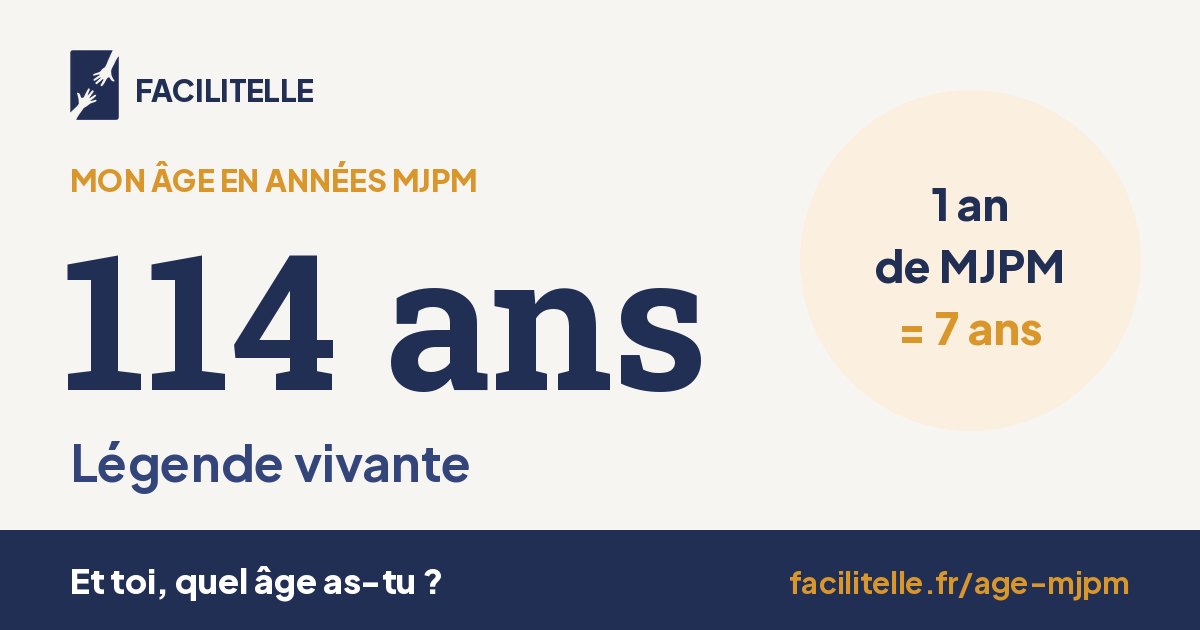 FACILITELLE
MON ÂGE EN ANNÉES MJPM
114 ans
Légende vivante
1 an
de MJPM
= 7 ans
Et toi, quel âge as-tu ?
facilitelle.fr/age-mjpm